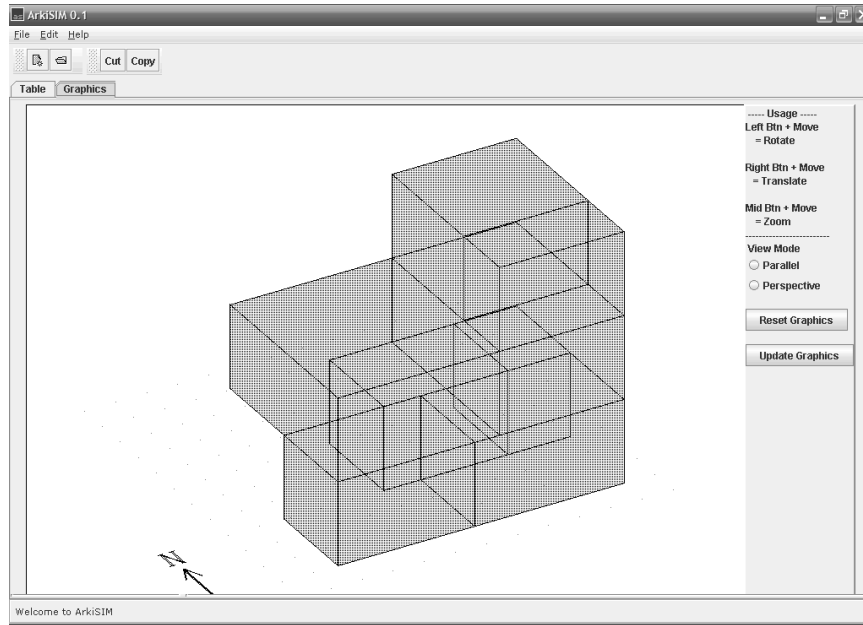 ArkiSIM 0.1
File Edit Help
Cut Copy
Table Graphics
----- Usage -----
Left Btn + Move
= Rotate
Right Btn + Move
= Translate
Mid Btn + Move
= Zoom
--------------------------
View Mode
Parallel
Perspective
Reset Graphics
Update Graphics
N
Welcome to ArkiSIM